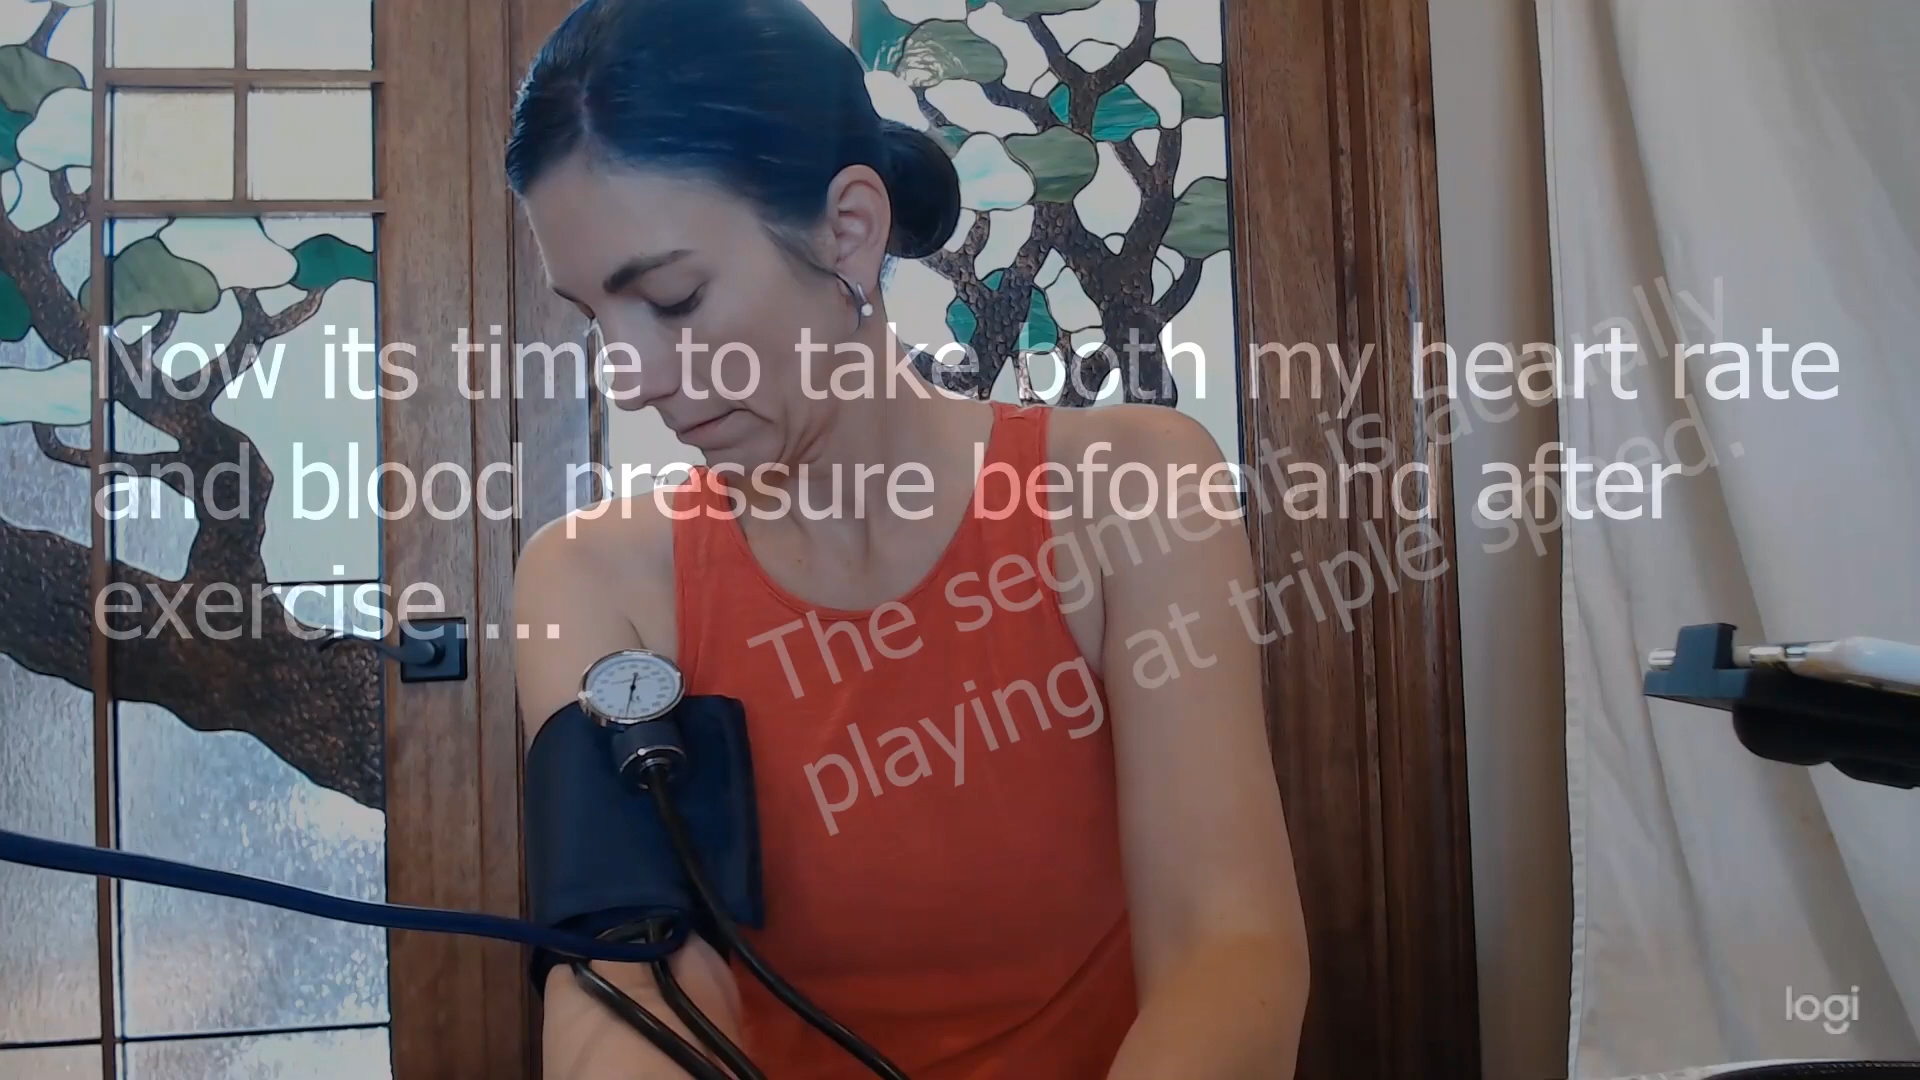 Now its time to take both my heart rate
and blood pressure before and after
exercise....
The segment is actually
playing at triple speed.
logi